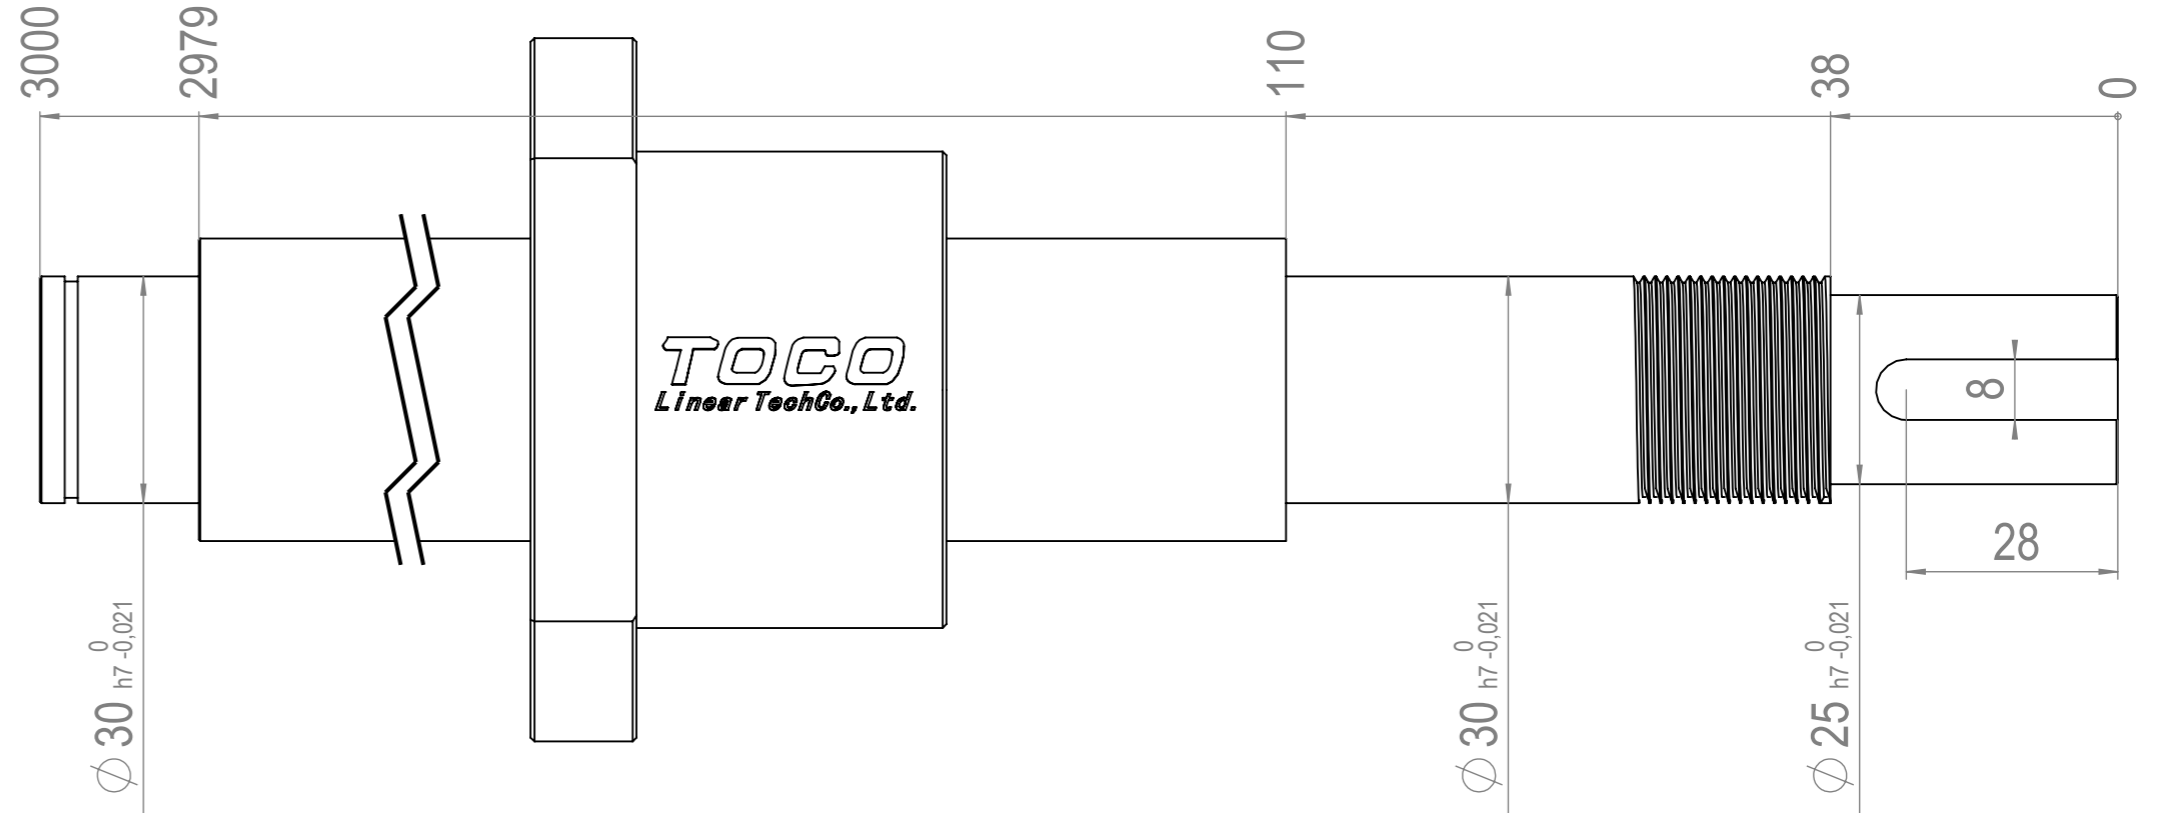 3000
2979
110
38
0
TOCO
Linear TechCo., Ltd.
8
28
Ø 30 h7 0 -0,021
Ø 30 h7 0 -0,021
Ø 25 h7 0 -0,021